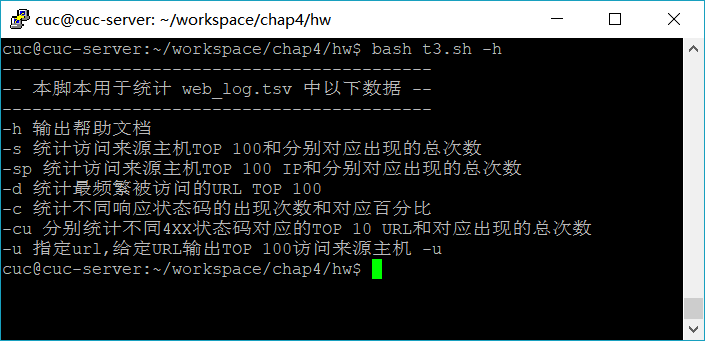 cuc@cuc-server: ~/workspace/chap4/hw
cuc@cuc-server:~/workspace/chap4/hw$ bash t3.sh -h
-------------------------------------------
-- 本脚本用于统计 web_log.tsv 中以下数据 --
-------------------------------------------
-h 输出帮助文档
-s 统计访问来源主机TOP 100和分别对应出现的总次数
-sp 统计访问来源主机TOP 100 IP和分别对应出现的总次数
-d 统计最频繁被访问的URL TOP 100
-c 统计不同响应状态码的出现次数和对应百分比
-cu 分别统计不同4XX状态码对应的TOP 10 URL和对应出现的总次数
-u 指定url,给定URL输出TOP 100访问来源主机 -u
cuc@cuc-server:~/workspace/chap4/hw$